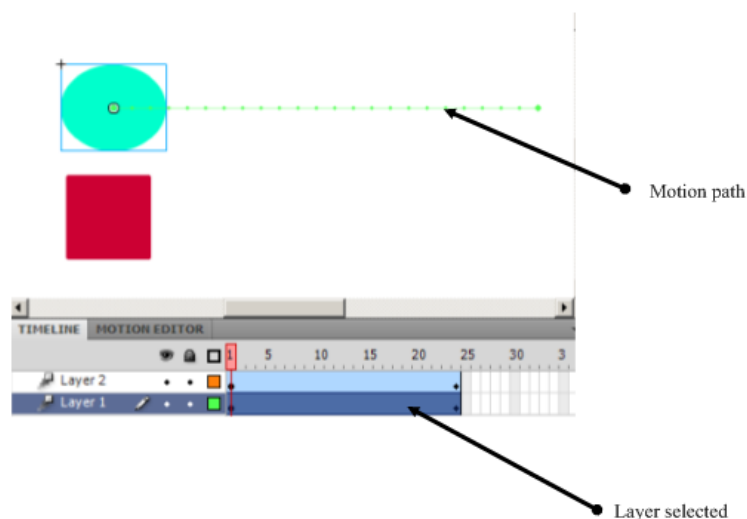 Motion path
TIMELINE MOTION EDITOR
1 5 10 15 20 25 30 3
Layer 2
Layer 1
Layer selected